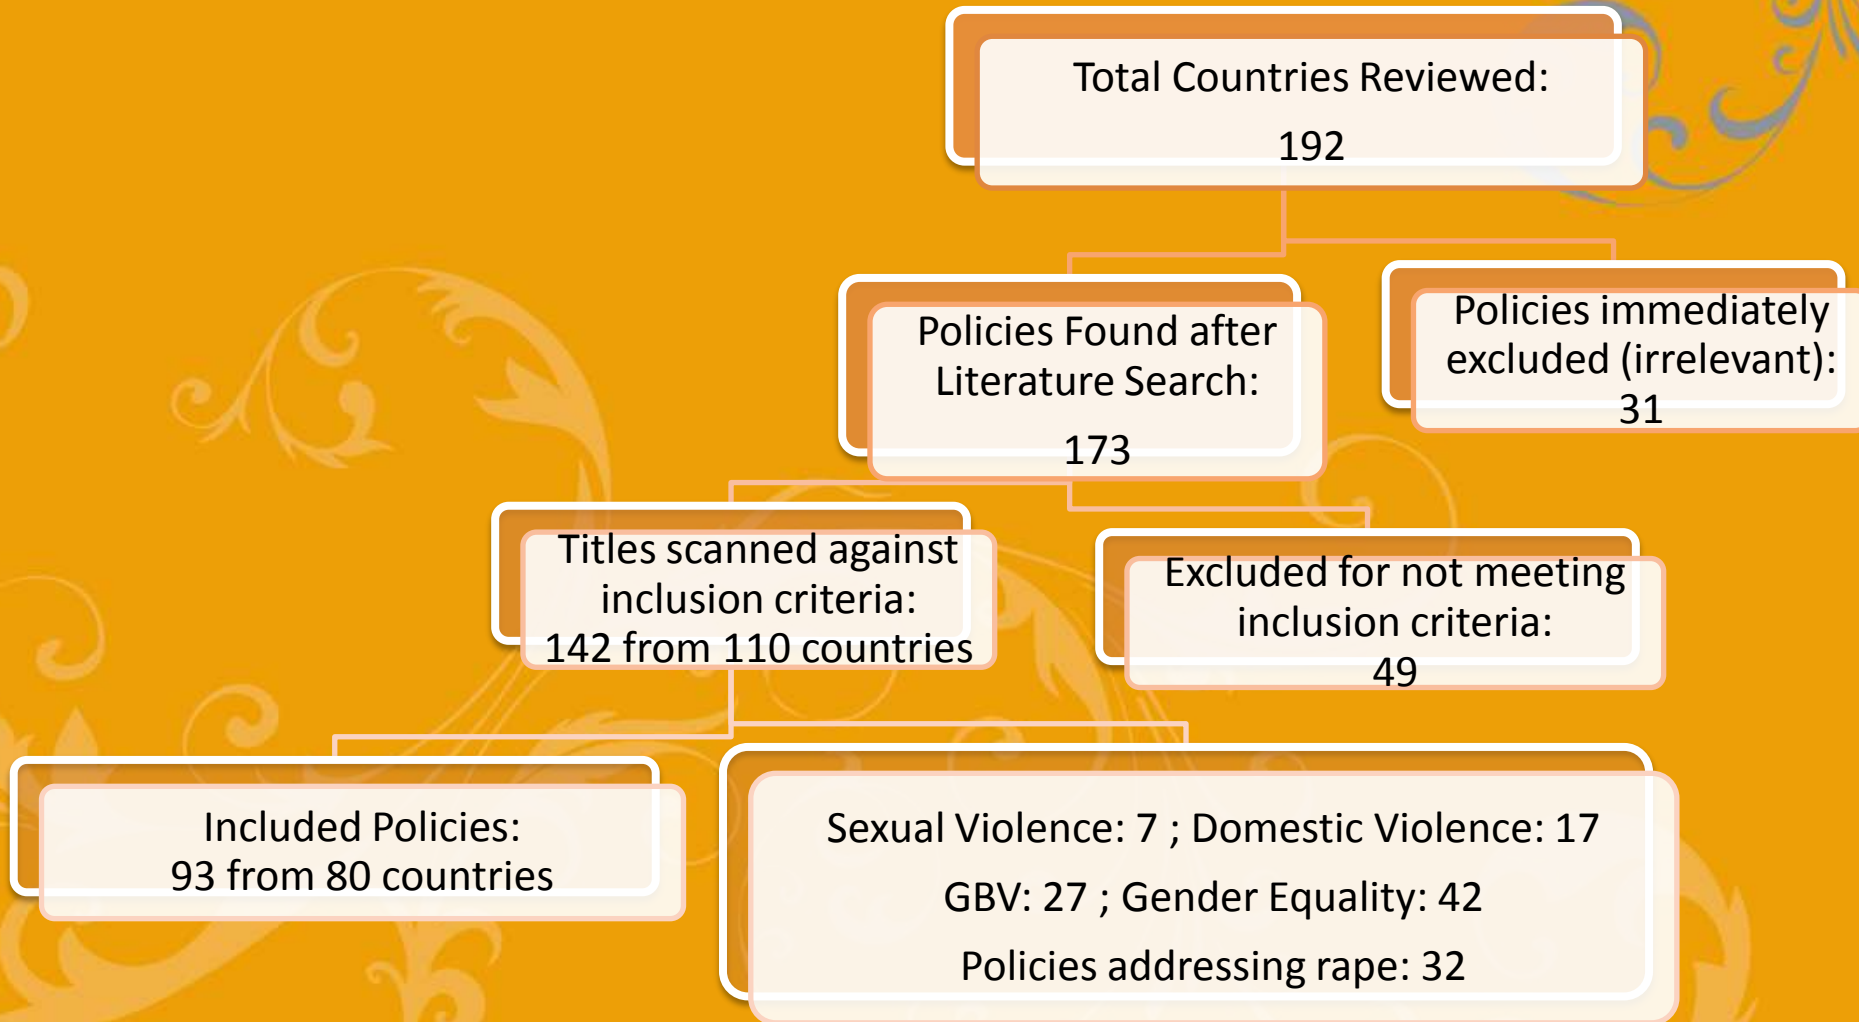 Total Countries Reviewed:
192
Policies Found after
Literature Search:
173
Policies immediately
excluded (irrelevant):
31
Titles scanned against
inclusion criteria:
142 from 110 countries
Excluded for not meeting
inclusion criteria:
49
Included Policies:
93 from 80 countries
Sexual Violence: 7 ; Domestic Violence: 17
GBV: 27 ; Gender Equality: 42
Policies addressing rape: 32